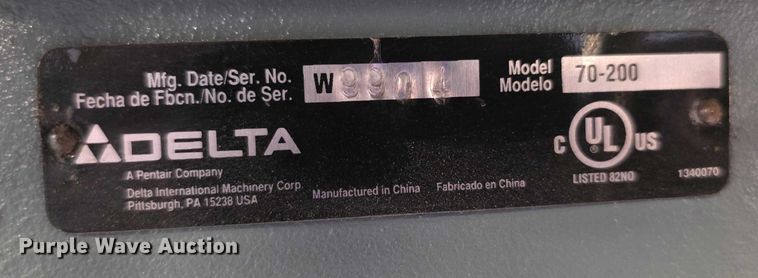 Mfg. Date/Ser. No. W 9904 Model 70-200
Fecha de Fbcn./No. de Ser. Modelo
DELTA
C UL US
®
A Pentair Company
LISTED 82N0 1340070
Delta International Machinery Corp.
Pittsburgh, PA 15238 USA
Manufactured in China Fabricado en China
Purple Wave Auction